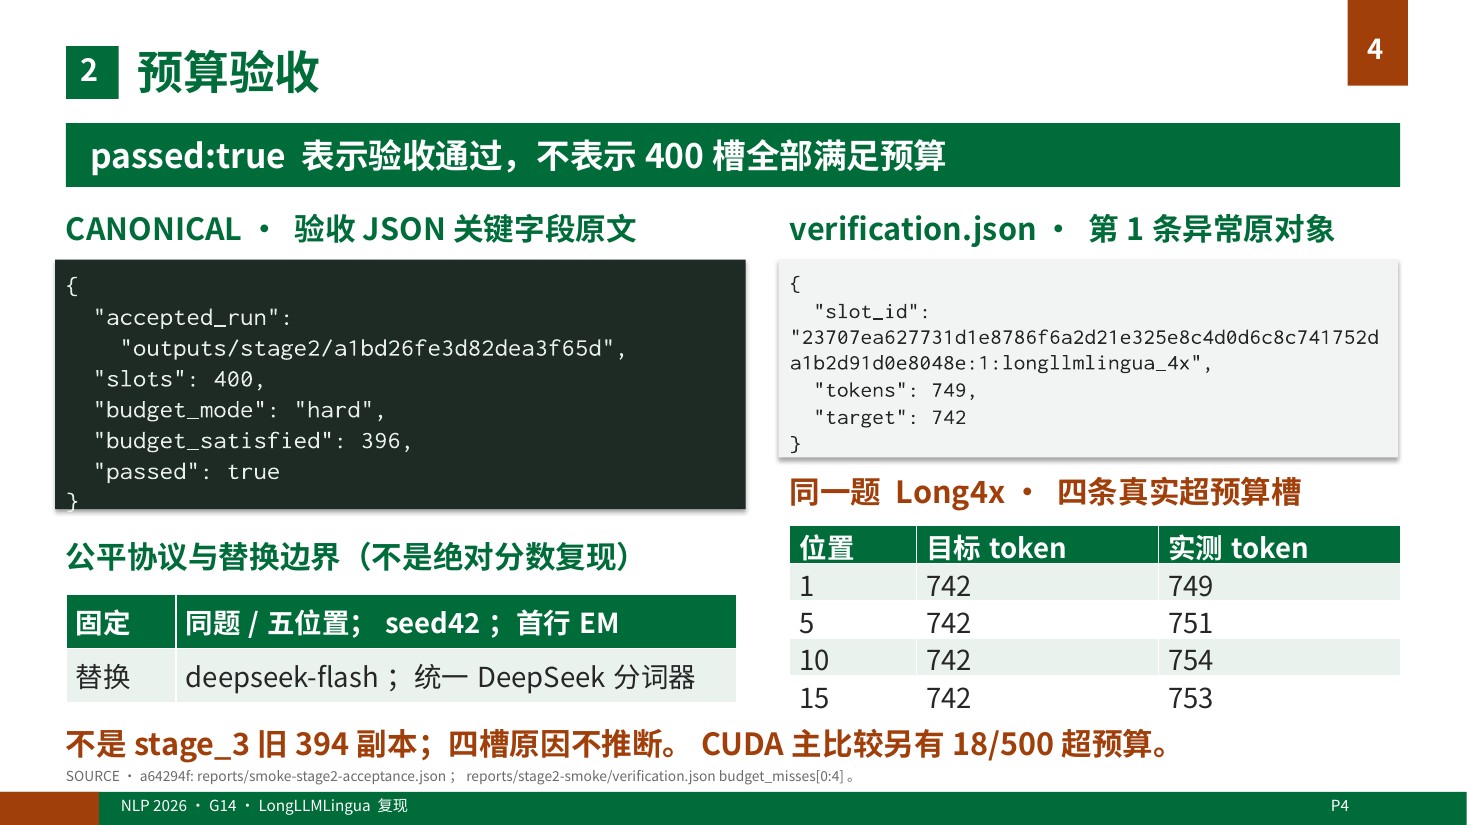 4
2 预算验收
passed:true 表示验收通过，不表示 400 槽全部满足预算
CANONICAL · 验收 JSON 关键字段原文
{
"accepted_run":
"outputs/stage2/a1bd26fe3d82dea3f65d",
"slots": 400,
"budget_mode": "hard",
"budget_satisfied": 396,
"passed": true
}
公平协议与替换边界（不是绝对分数复现）
固定 同题 / 五位置； seed42 ；首行 EM
替换 deepseek-flash ；统一 DeepSeek 分词器
verification.json · 第 1 条异常原对象
{
"slot_id":
"23707ea627731d1e8786f6a2d21e325e8c4d0d6c8c741752d
a1b2d91d0e8048e:1:longllmlingua_4x",
"tokens": 749,
"target": 742
}
同一题 Long4x · 四条真实超预算槽
位置 目标 token 实测 token
1 742 749
5 742 751
10 742 754
15 742 753
不是 stage_3 旧 394 副本；四槽原因不推断。 CUDA 主比较另有 18/500 超预算。
SOURCE · a64294f: reports/smoke-stage2-acceptance.json ； reports/stage2-smoke/verification.json budget_misses[0:4] 。
NLP 2026 · G14 · LongLLMLingua 复现 P4